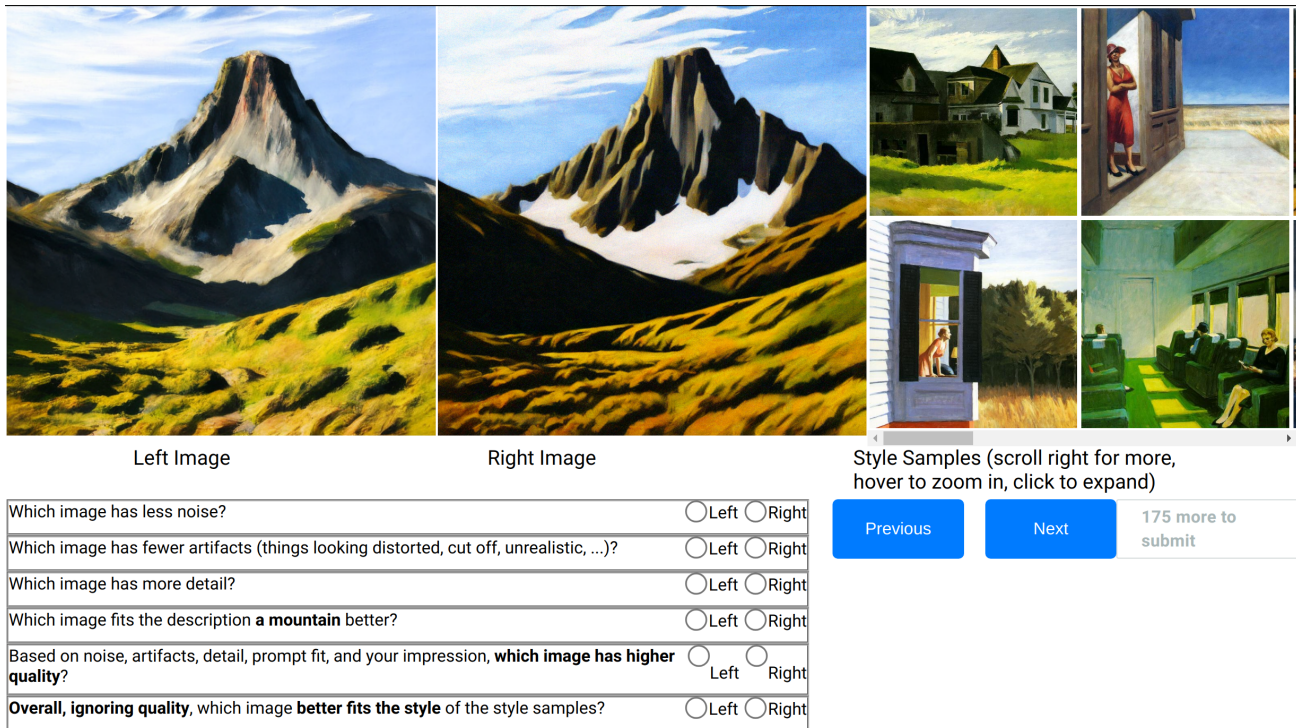 Left Image
Right Image
Style Samples (scroll right for more,
hover to zoom in, click to expand)
Which image has less noise?
Left Right
Which image has fewer artifacts (things looking distorted, cut off, unrealistic, ...)?
Left Right
Which image has more detail?
Left Right
Which image fits the description a mountain better?
Left Right
Based on noise, artifacts, detail, prompt fit, and your impression, which image has higher
quality?
Left Right
Overall, ignoring quality, which image better fits the style of the style samples?
Left Right
Previous
Next
175 more to
submit